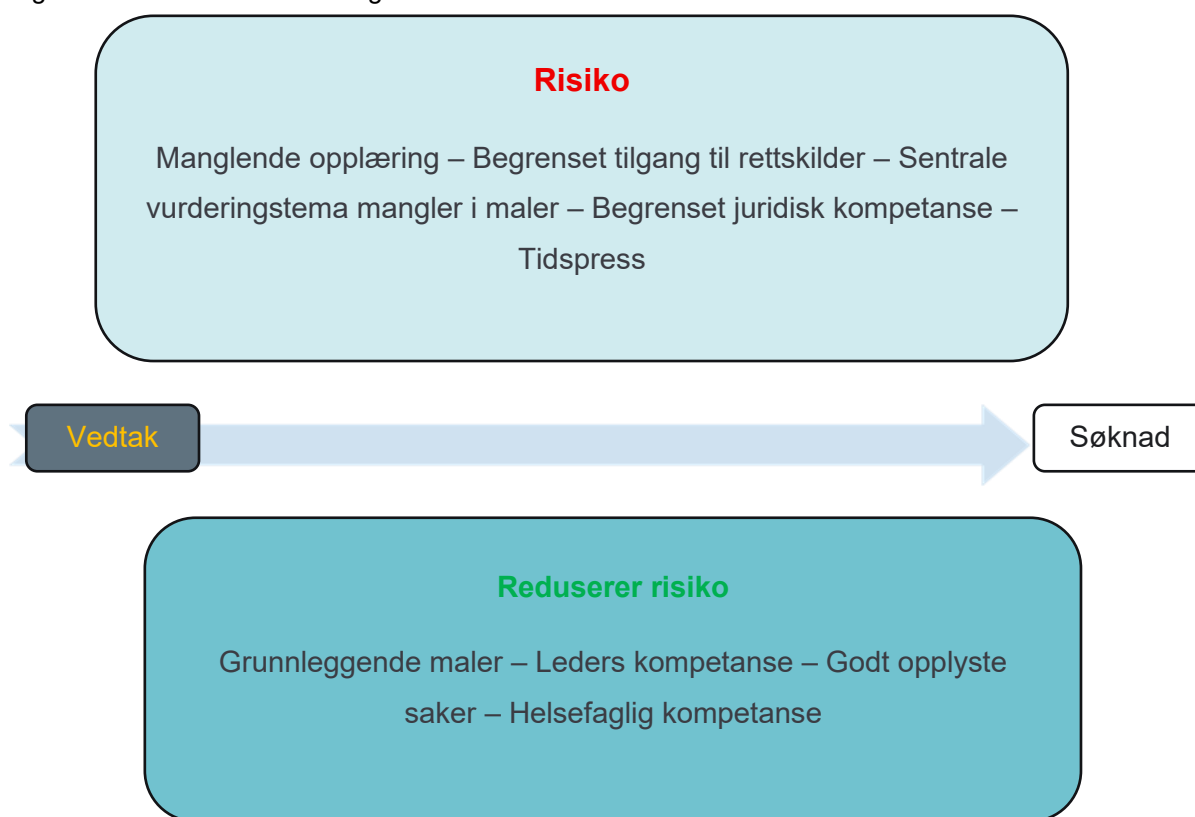 Risiko
Manglende opplæring – Begrenset tilgang til rettskilder – Sentrale
vurderingstema mangler i maler – Begrenset juridisk kompetanse –
Tidspress
Vedtak
Søknad
Reduserer risiko
Grunnleggende maler – Leders kompetanse – Godt opplyste
saker – Helsefaglig kompetanse